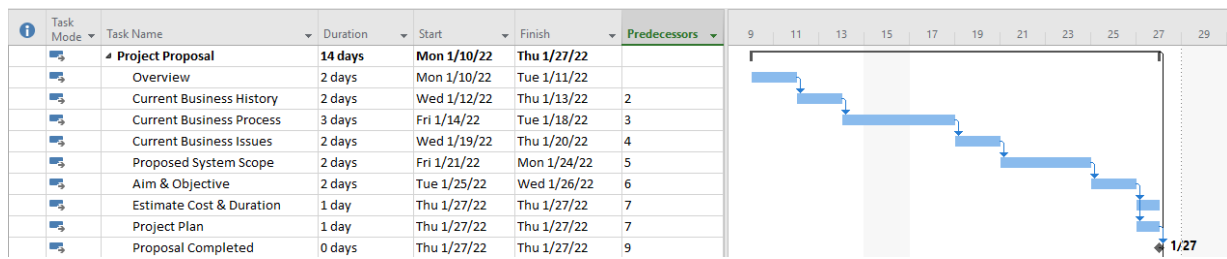 Task Mode Task Name Duration Start Finish Predecessors 9 11 13 15 17 19 21 23 25 27 29
Project Proposal 14 days Mon 1/10/22 Thu 1/27/22
Overview 2 days Mon 1/10/22 Tue 1/11/22
Current Business History 2 days Wed 1/12/22 Thu 1/13/22 2
Current Business Process 3 days Fri 1/14/22 Tue 1/18/22 3
Current Business Issues 2 days Wed 1/19/22 Thu 1/20/22 4
Proposed System Scope 2 days Fri 1/21/22 Mon 1/24/22 5
Aim & Objective 2 days Tue 1/25/22 Wed 1/26/22 6
Estimate Cost & Duration 1 day Thu 1/27/22 Thu 1/27/22 7
Project Plan 1 day Thu 1/27/22 Thu 1/27/22 7
Proposal Completed 0 days Thu 1/27/22 Thu 1/27/22 9 1/27